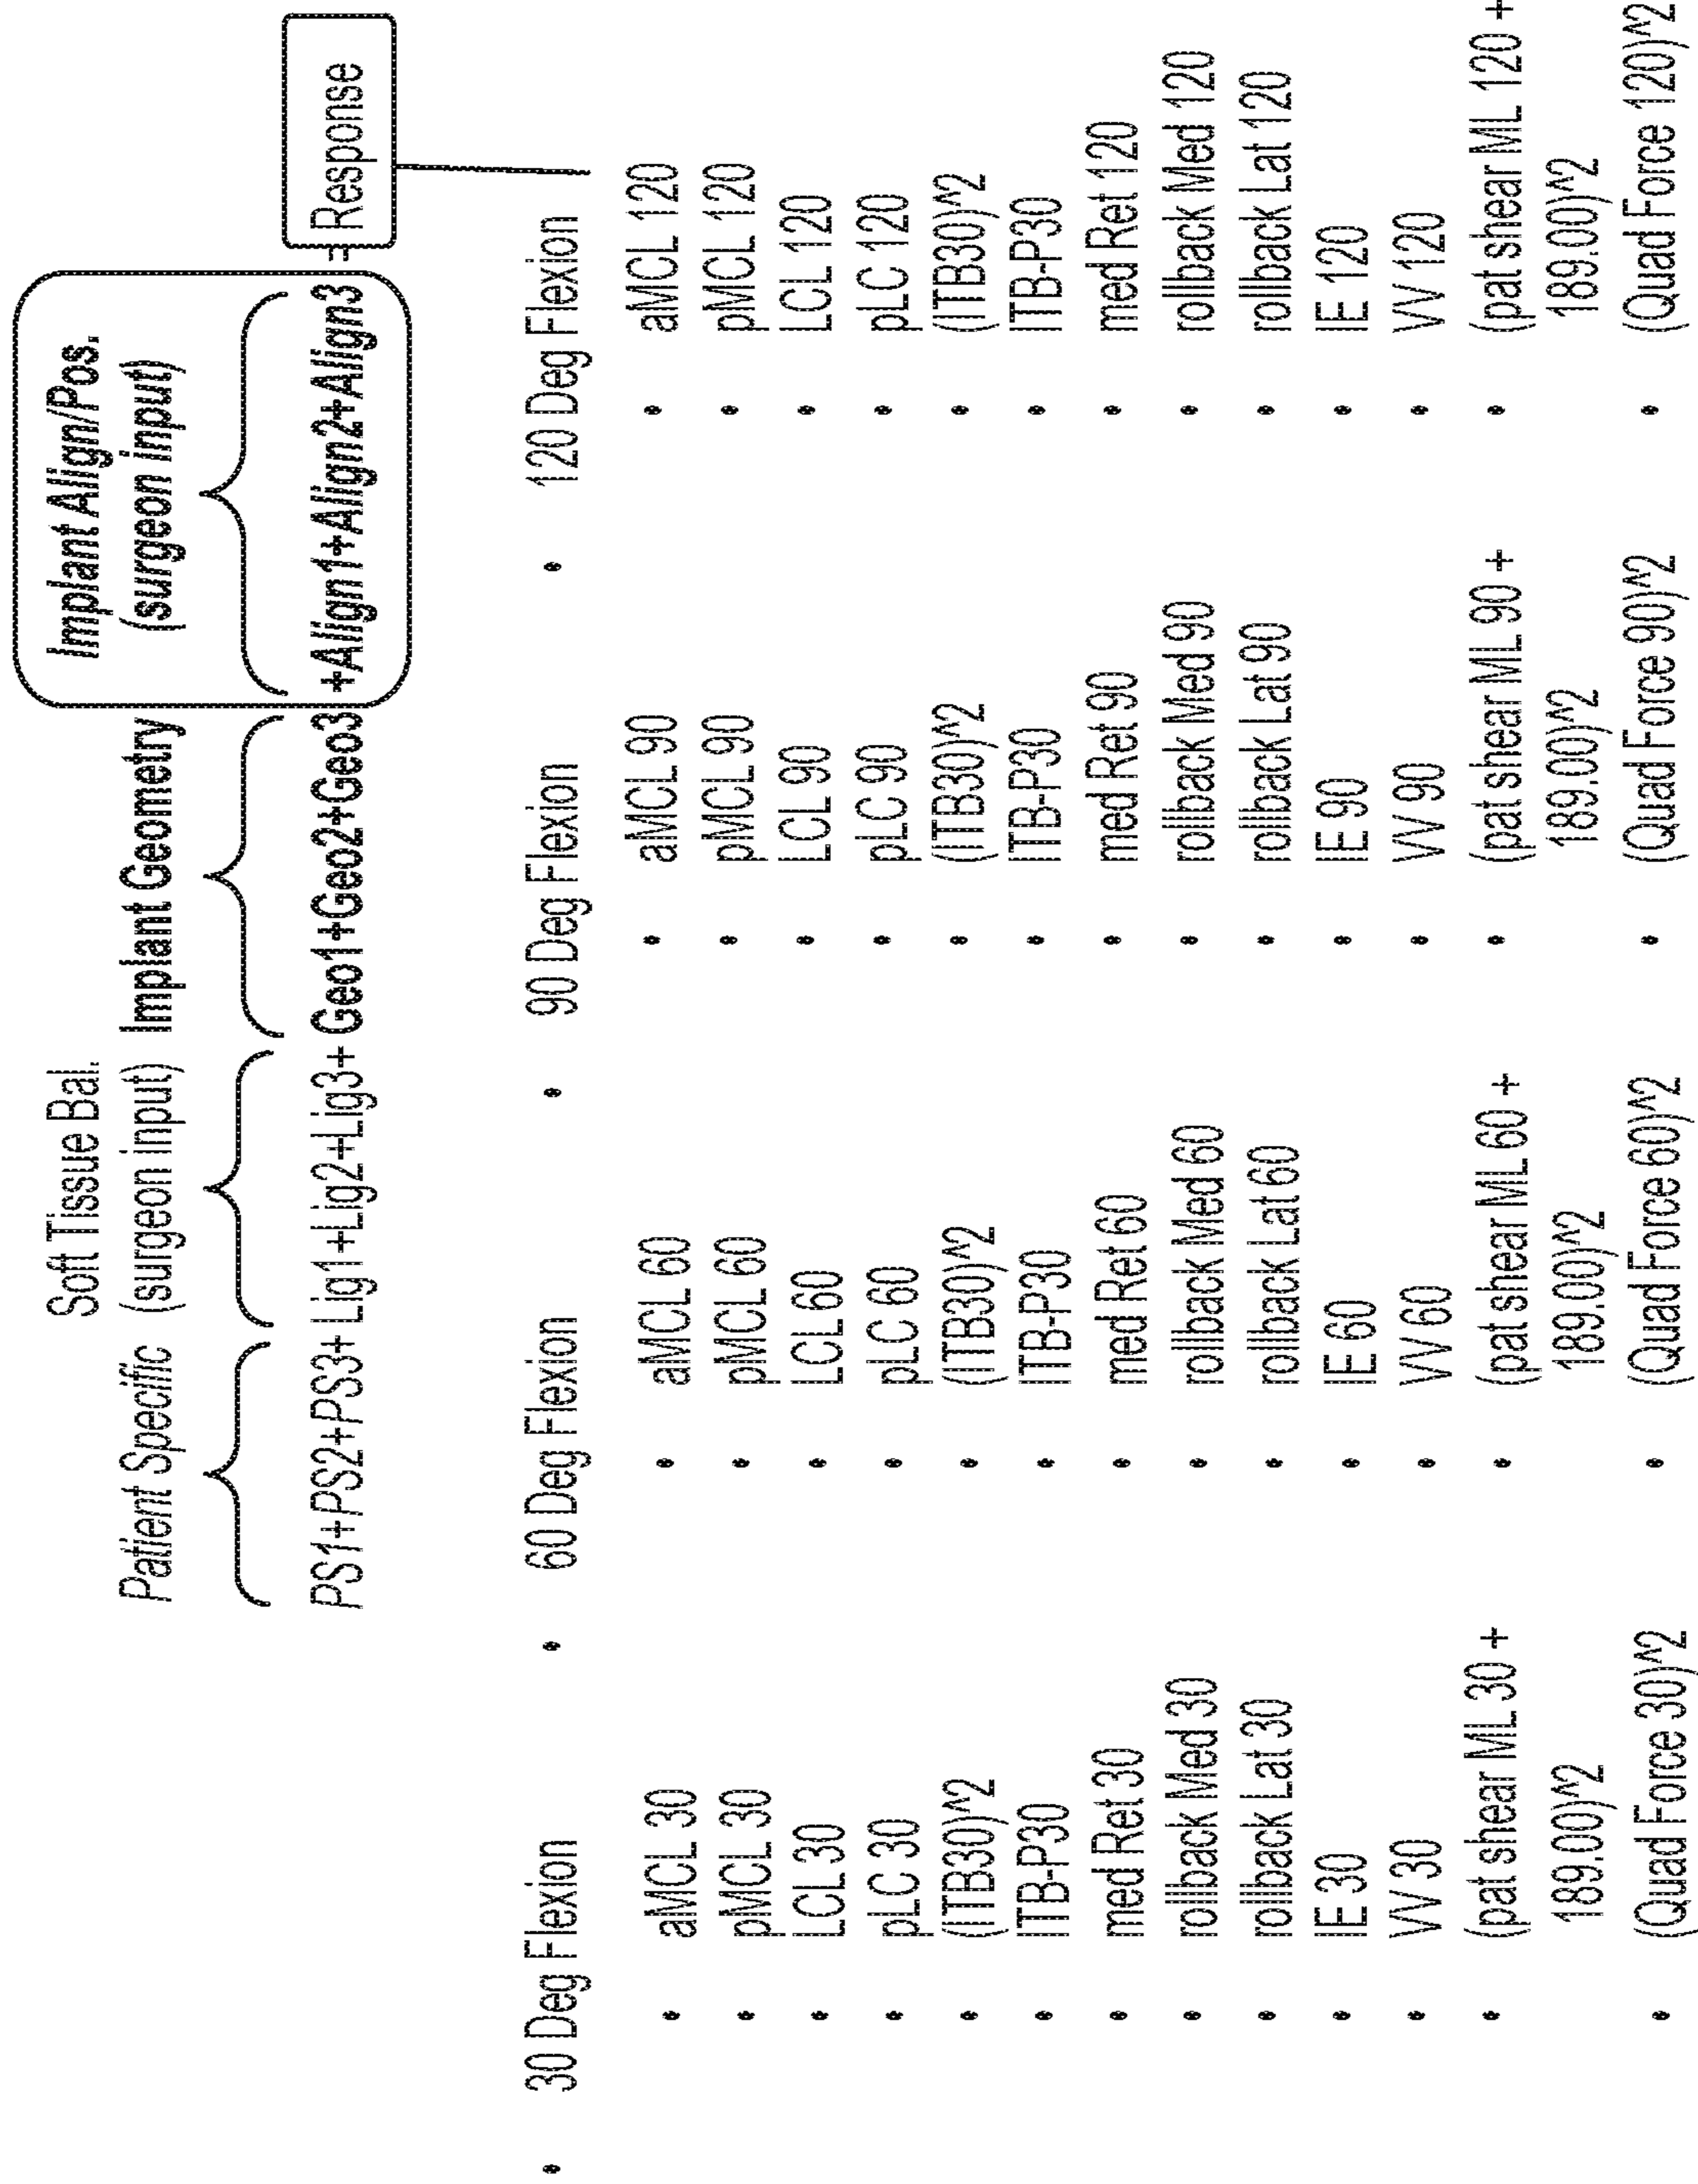 Soft Tissue Bal.
Implant Align/Pos.
Patient Specific
(surgeon input)
Implant Geometry
(surgeon input)
PS1+PS2+PS3+ Lig1+Lig2+Lig3+ Geo1+Geo2+Geo3 +Align1+Align2+Align3 = Response
• 30 Deg Flexion
• aMCL 30
• pMCL 30
• LCL 30
• pLC 30
• (ITB30)^2
• ITB-P30
• med Ret 30
• rollback Med 30
• rollback Lat 30
• IE 30
• VV 30
• (pat shear ML 30 +
189.00)^2
• (Quad Force 30)^2
• 60 Deg Flexion
• aMCL 60
• pMCL 60
• LCL 60
• pLC 60
• (ITB30)^2
• ITB-P30
• med Ret 60
• rollback Med 60
• rollback Lat 60
• IE 60
• VV 60
• (pat shear ML 60 +
189.00)^2
• (Quad Force 60)^2
• 90 Deg Flexion
• aMCL 90
• pMCL 90
• LCL 90
• pLC 90
• (ITB30)^2
• ITB-P30
• med Ret 90
• rollback Med 90
• rollback Lat 90
• IE 90
• VV 90
• (pat shear ML 90 +
189.00)^2
• (Quad Force 90)^2
• 120 Deg Flexion
• aMCL 120
• pMCL 120
• LCL 120
• pLC 120
• (ITB30)^2
• ITB-P30
• med Ret 120
• rollback Med 120
• rollback Lat 120
• IE 120
• VV 120
• (pat shear ML 120 +
189.00)^2
• (Quad Force 120)^2